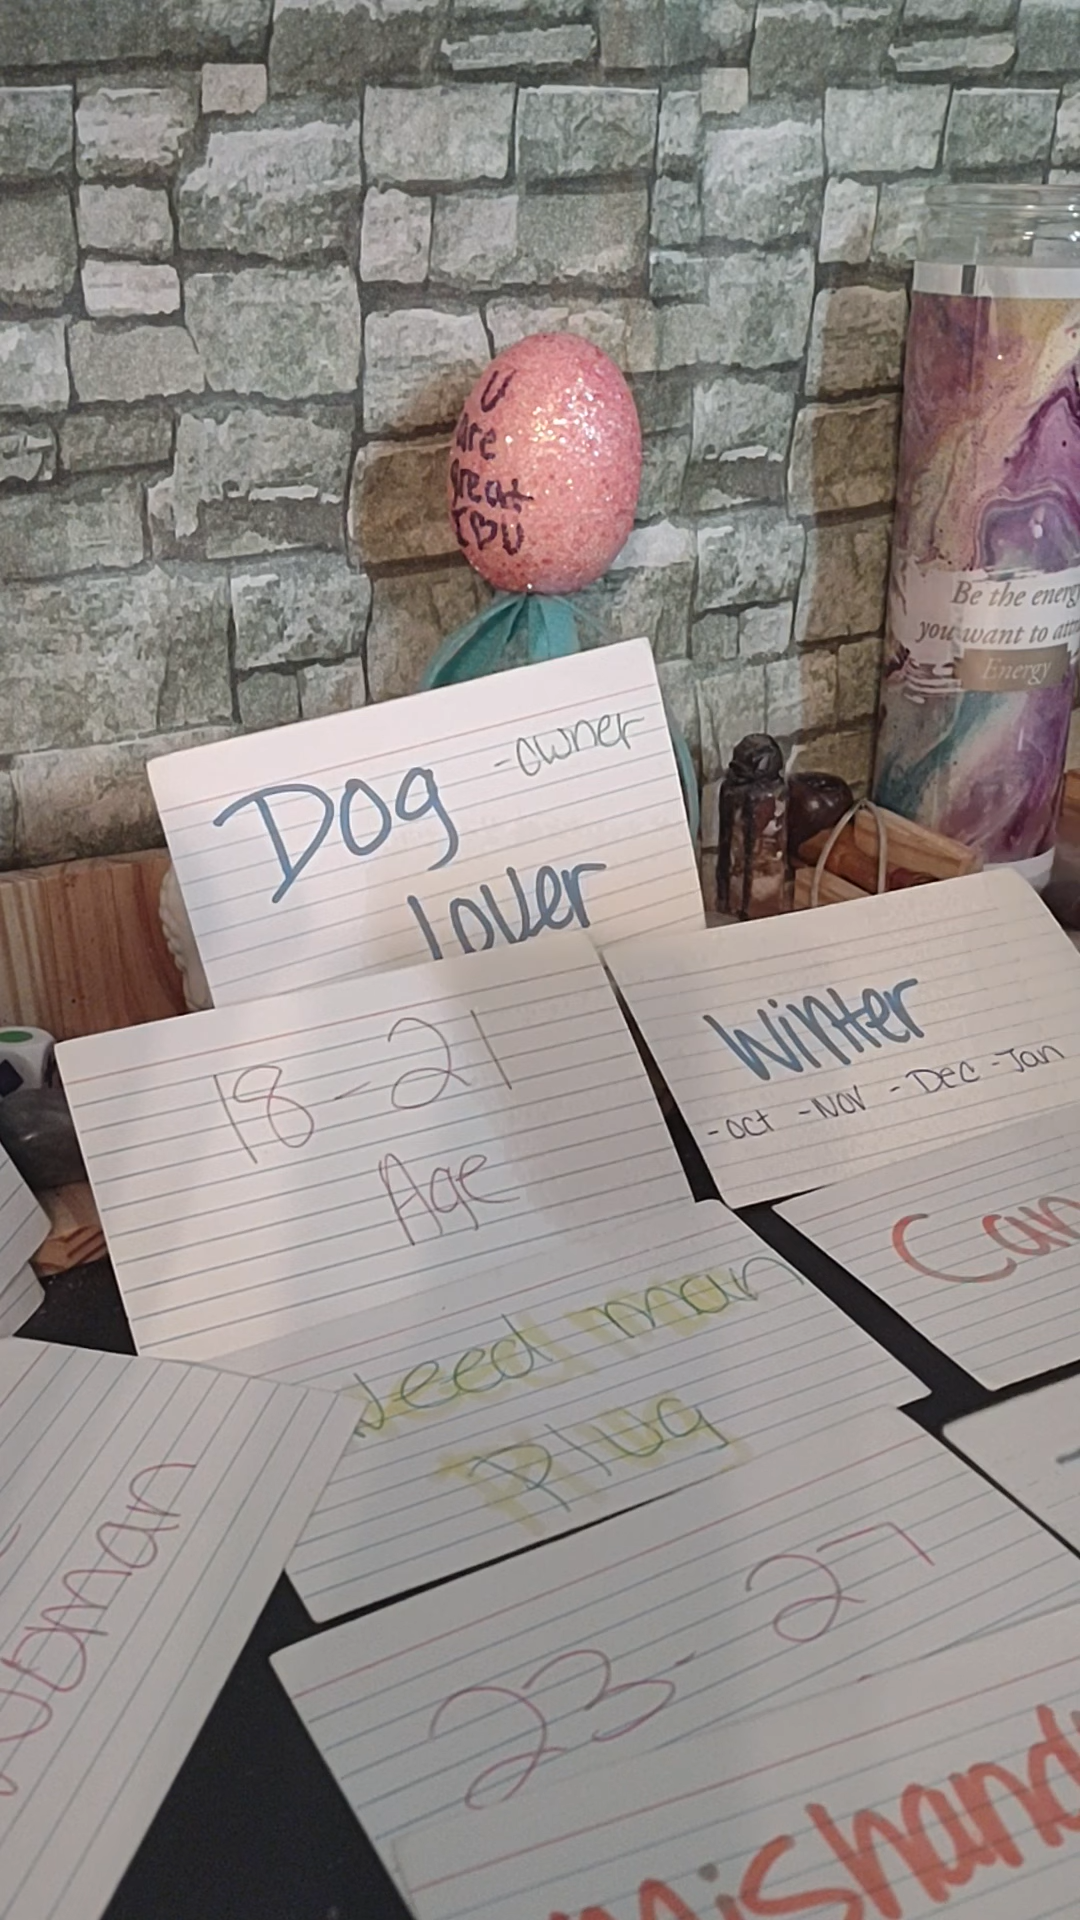 U
Are
great
I♡U
Be the energy
you want to
Energy
Dog -owner
lover
18-21
Age
Winter
-oct -Nov -Dec -Jan
Weed man
Plug
Woman
23-27